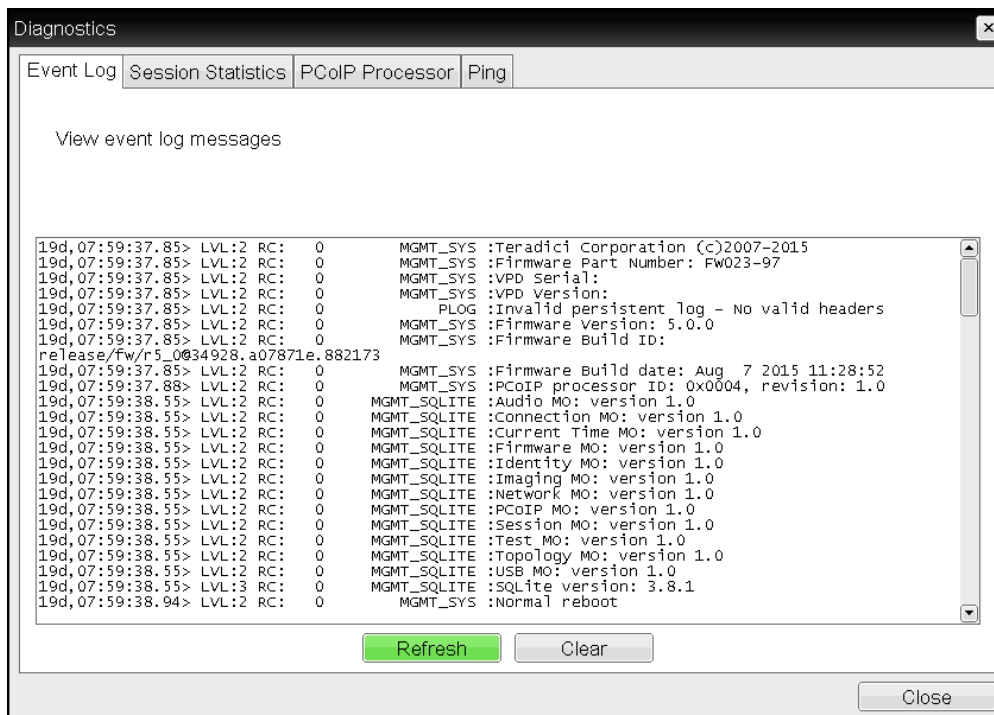 Diagnostics
Event Log Session Statistics PCoIP Processor Ping
View event log messages
19d,07:59:37.85> LVL:2 RC: 0 MGMT_SYS :Teradici Corporation (c)2007-2015
19d,07:59:37.85> LVL:2 RC: 0 MGMT_SYS :Firmware Part Number: FW023-97
19d,07:59:37.85> LVL:2 RC: 0 MGMT_SYS :VPD Serial:
19d,07:59:37.85> LVL:2 RC: 0 MGMT_SYS :VPD Version:
19d,07:59:37.85> LVL:2 RC: 0 PLOG :Invalid persistent log - No valid headers
19d,07:59:37.85> LVL:2 RC: 0 MGMT_SYS :Firmware Version: 5.0.0
19d,07:59:37.85> LVL:2 RC: 0 MGMT_SYS :Firmware Build ID:
release/fw/r5_0@34928.a07871e.882173
19d,07:59:37.85> LVL:2 RC: 0 MGMT_SYS :Firmware Build date: Aug 7 2015 11:28:52
19d,07:59:37.88> LVL:2 RC: 0 MGMT_SYS :PCoIP processor ID: 0x0004, revision: 1.0
19d,07:59:38.55> LVL:2 RC: 0 MGMT_SQLITE :Audio MO: version 1.0
19d,07:59:38.55> LVL:2 RC: 0 MGMT_SQLITE :Connection MO: version 1.0
19d,07:59:38.55> LVL:2 RC: 0 MGMT_SQLITE :Current Time MO: version 1.0
19d,07:59:38.55> LVL:2 RC: 0 MGMT_SQLITE :Firmware MO: version 1.0
19d,07:59:38.55> LVL:2 RC: 0 MGMT_SQLITE :Identity MO: version 1.0
19d,07:59:38.55> LVL:2 RC: 0 MGMT_SQLITE :Imaging MO: version 1.0
19d,07:59:38.55> LVL:2 RC: 0 MGMT_SQLITE :Network MO: version 1.0
19d,07:59:38.55> LVL:2 RC: 0 MGMT_SQLITE :PCoIP MO: version 1.0
19d,07:59:38.55> LVL:2 RC: 0 MGMT_SQLITE :Session MO: version 1.0
19d,07:59:38.55> LVL:2 RC: 0 MGMT_SQLITE :Test MO: version 1.0
19d,07:59:38.55> LVL:2 RC: 0 MGMT_SQLITE :Topology MO: version 1.0
19d,07:59:38.55> LVL:2 RC: 0 MGMT_SQLITE :USB MO: version 1.0
19d,07:59:38.55> LVL:3 RC: 0 MGMT_SQLITE :SQLite version: 3.8.1
19d,07:59:38.94> LVL:2 RC: 0 MGMT_SYS :Normal reboot
Refresh Clear
Close